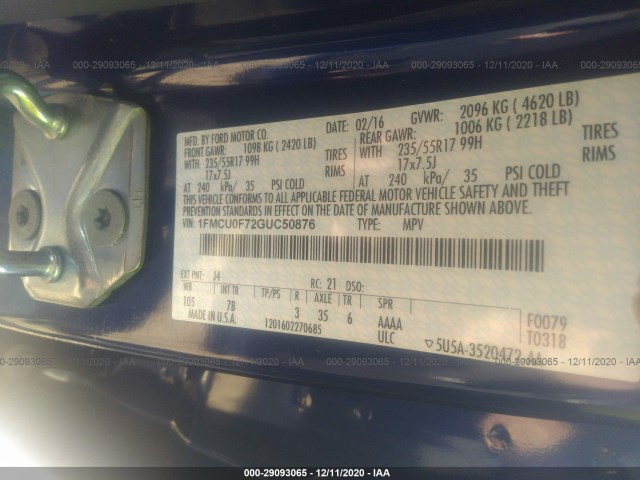 000-29093065 - 12/11/2020 - IAA
MFD. BY FORD MOTOR CO. DATE: 02/16 GVWR: 2096 KG ( 4620 LB)
FRONT GAWR: 1098 KG ( 2420 LB) REAR GAWR: 1006 KG ( 2218 LB)
WITH 235/55R17 99H TIRES WITH 235/55R17 99H TIRES
17x7.5J RIMS 17x7.5J RIMS
AT 240 kPa/ 35 PSI COLD AT 240 kPa/ 35 PSI COLD
THIS VEHICLE CONFORMS TO ALL APPLICABLE FEDERAL MOTOR VEHICLE SAFETY AND THEFT
PREVENTION STANDARDS IN EFFECT ON THE DATE OF MANUFACTURE SHOWN ABOVE.
VIN: 1FMCU0F72GUC50876 TYPE: MPV
EXT PNT: J4 RC: 21 DSO:
WB INT TR TP/PS R AXLE TR SPR
105 78 3 35 6 AAAA F0079
MADE IN U.S.A. 1201602270685 ULC T0318
▽ 5U5A-3520472-AA
000-29093065 - 12/11/2020 - IAA